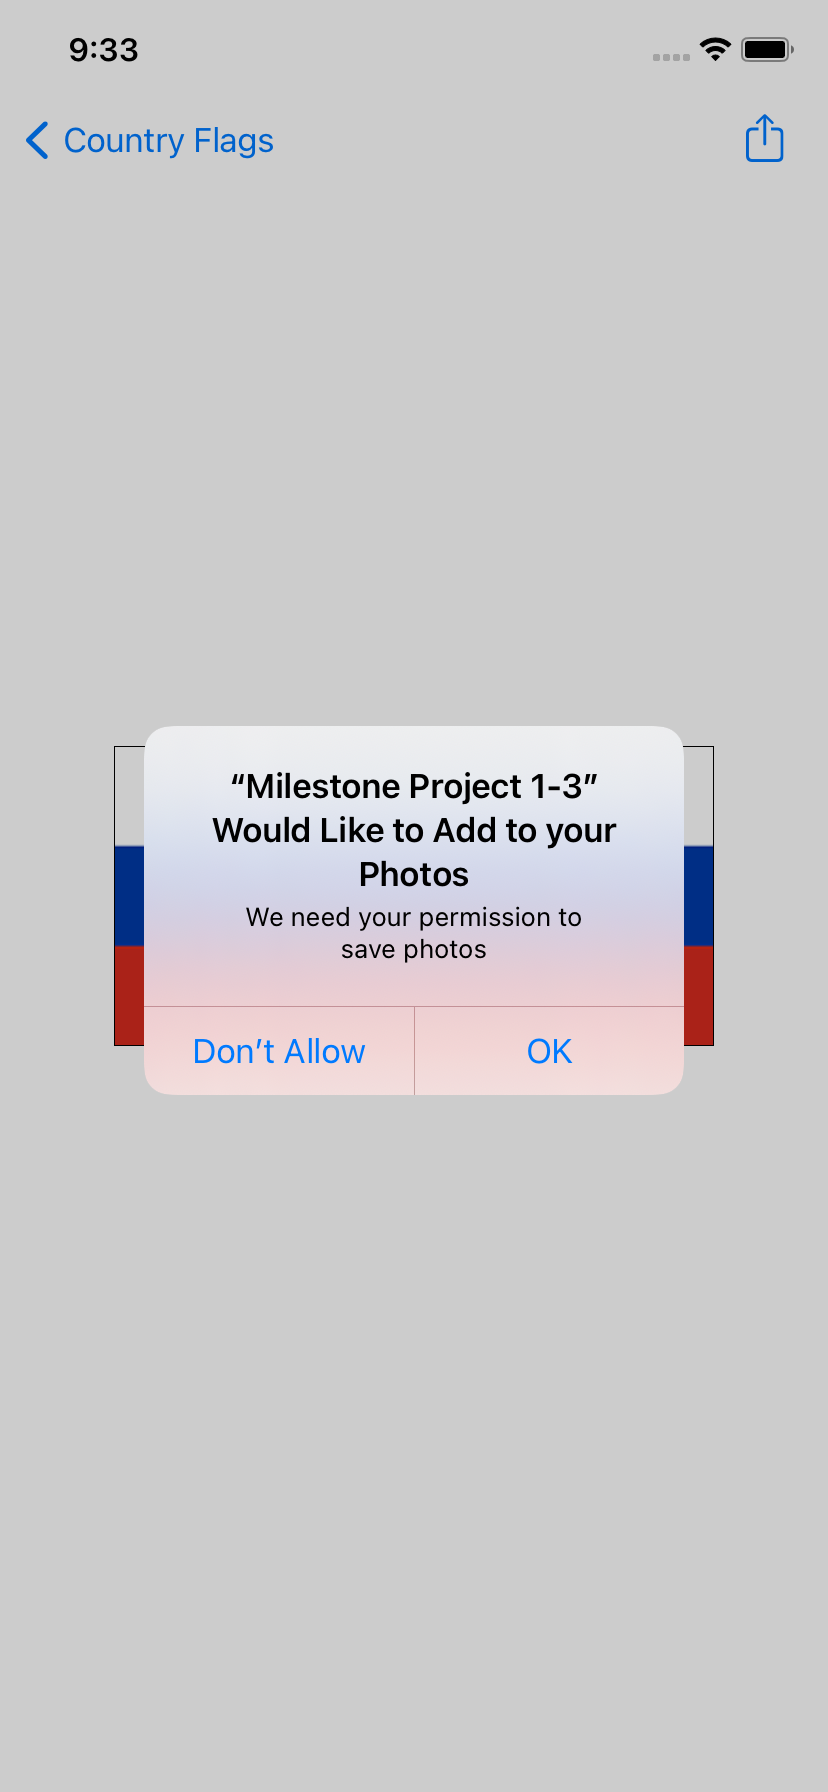 9:33
Country Flags
“Milestone Project 1-3”
Would Like to Add to your
Photos
We need your permission to
save photos
Don’t Allow
OK